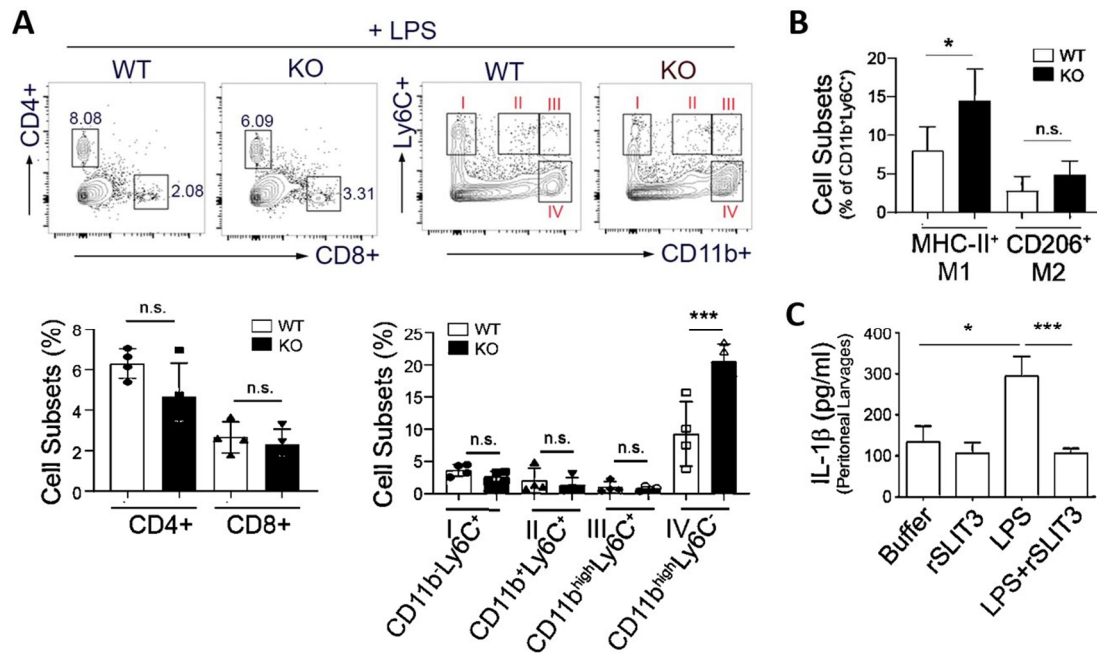 A
+ LPS
WT
KO
WT
KO
CD4+
8.08
2.08
6.09
3.31
CD8+
Ly6C+
I
II
III
IV
I
II
III
IV
CD11b+
Cell Subsets (%)
8
6
4
2
0
n.s.
n.s.
WT
KO
CD4+
CD8+
Cell Subsets (%)
25
20
15
10
5
0
WT
KO
n.s.
n.s.
n.s.
***
I
II
III
IV
CD11b-Ly6C+
CD11b+Ly6C+
CD11bhighLy6C+
CD11bhighLy6C-
B
Cell Subsets
(% of CD11b+Ly6C+)
20
15
10
5
0
*
n.s.
WT
KO
MHC-II+
M1
CD206+
M2
C
IL-1β (pg/ml)
(Peritoneal Larvages)
400
300
200
100
0
*
***
Buffer
rSLIT3
LPS
LPS+rSLIT3